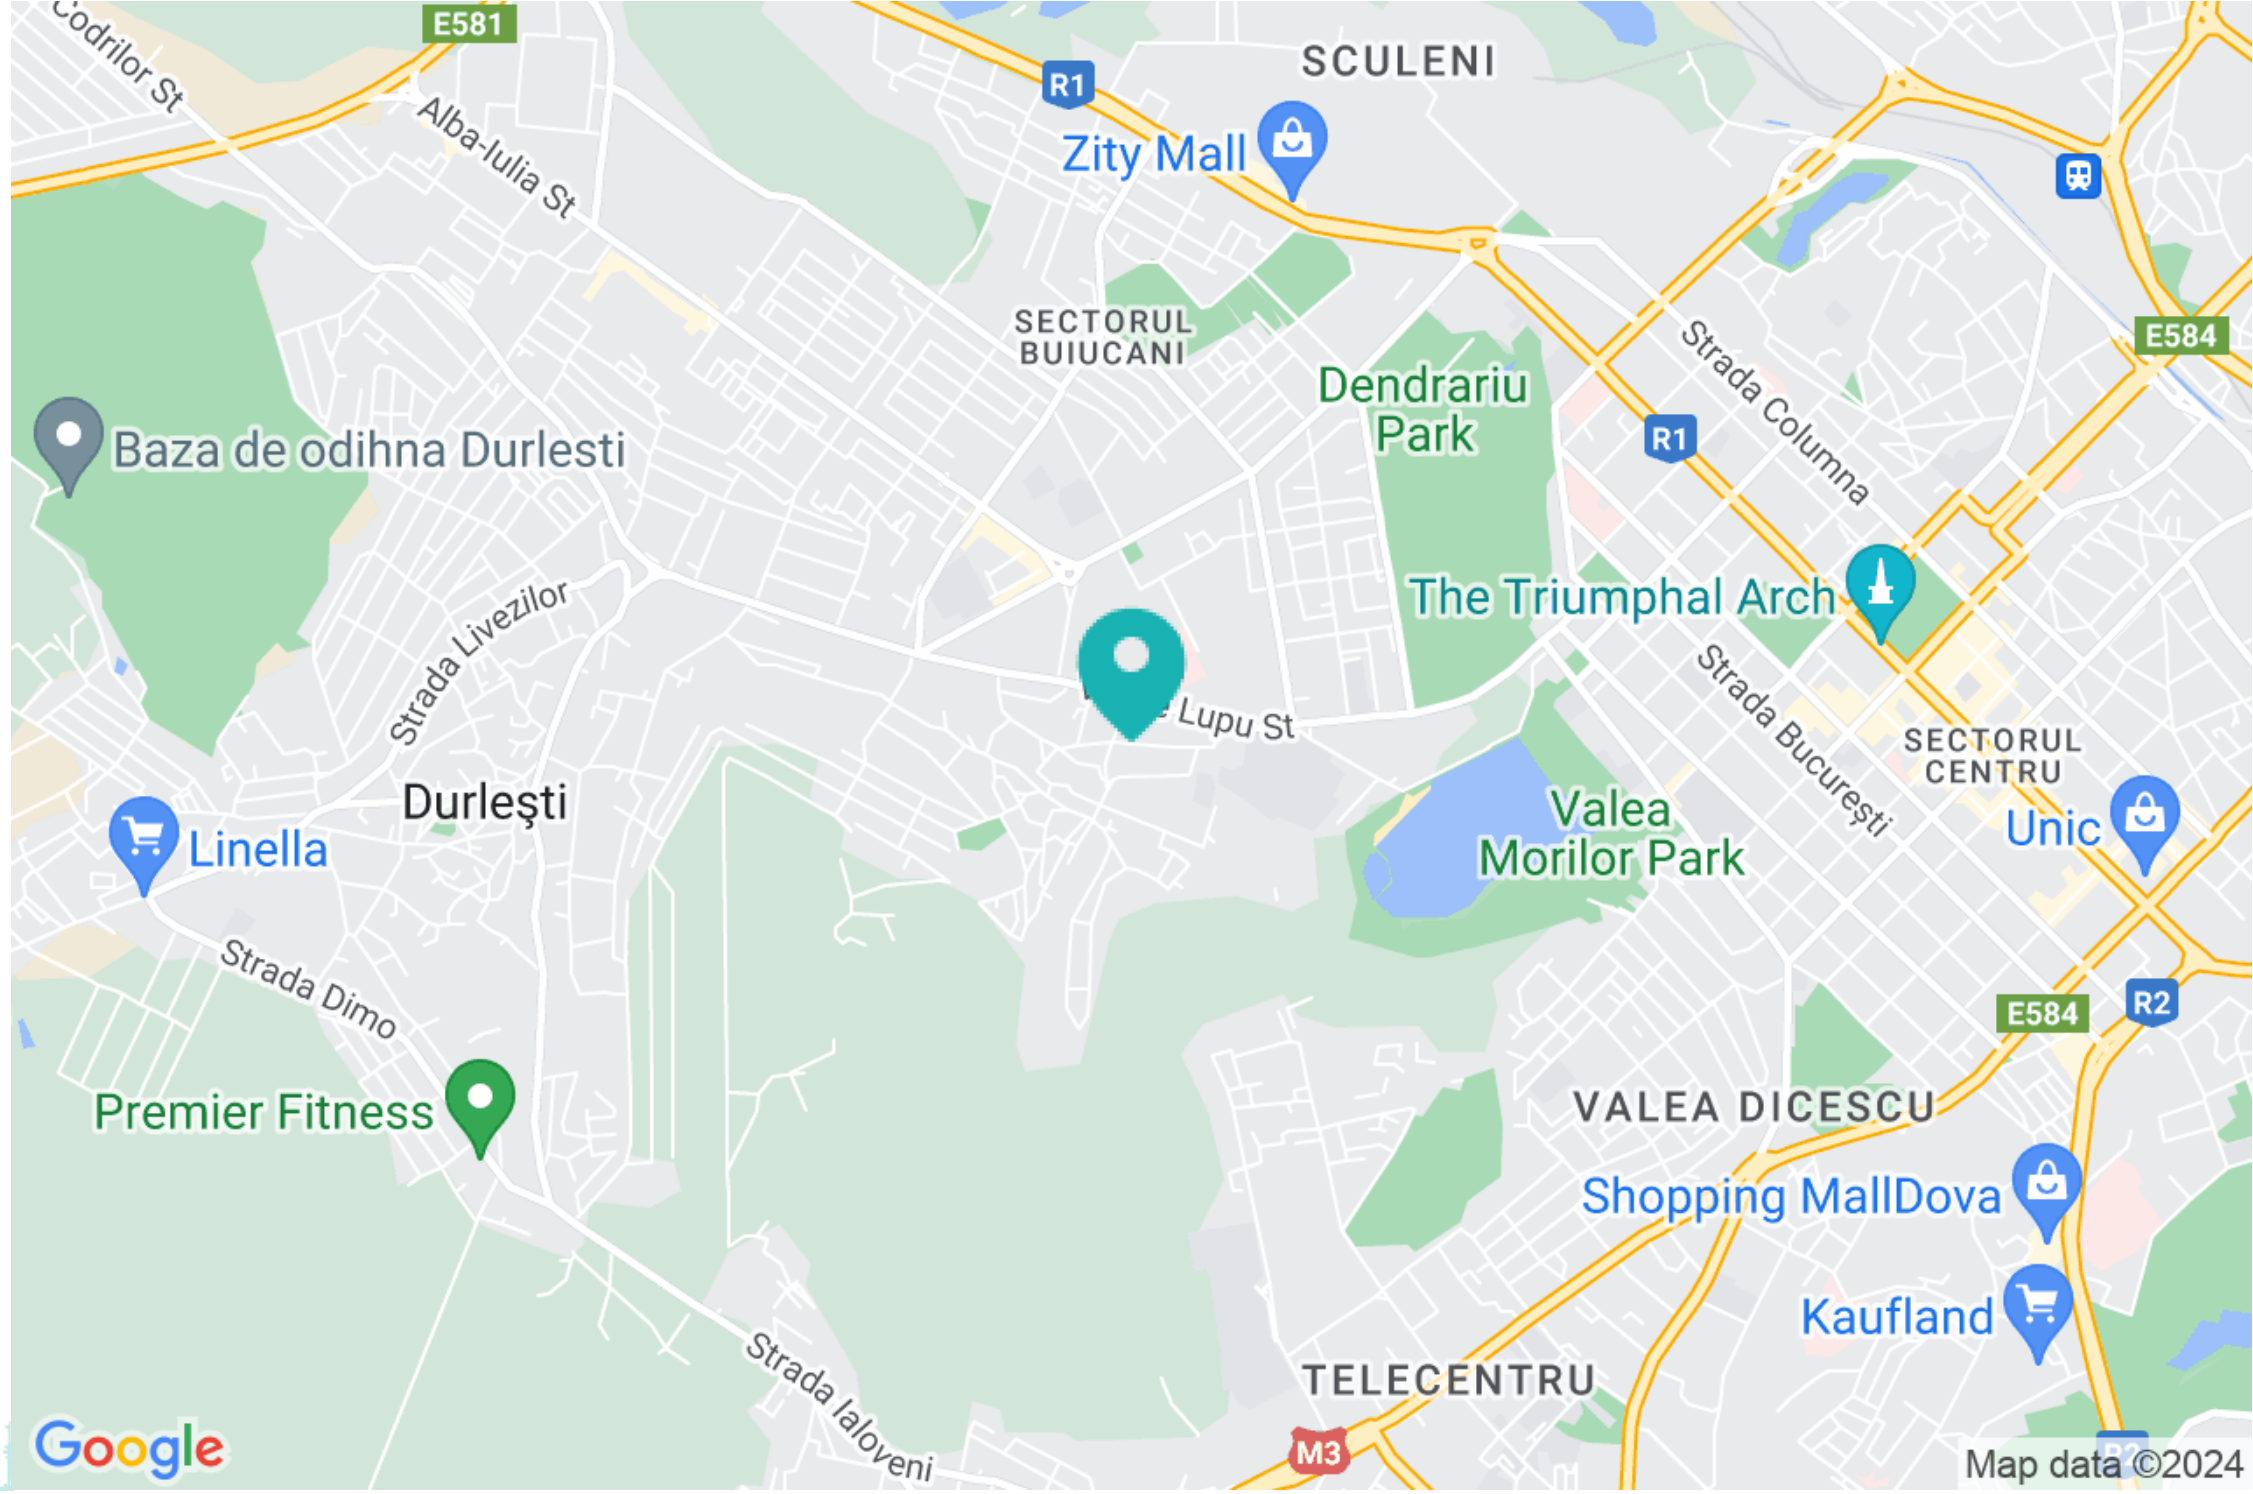 Codrilor St
E581
Alba-Iulia St
R1
SCULENI
Zity Mall
SECTORUL
BUIUCANI
Dendrariu
Park
Strada Columna
E584
R1
Baza de odihna Durlesti
Strada Livezilor
The Triumphal Arch
Lupu St
Strada București
SECTORUL
CENTRU
Durleşti
Linella
Valea
Morilor Park
Unic
Strada Dimo
E584
R2
Premier Fitness
VALEA DICESCU
Shopping MallDova
Kaufland
Strada Ialoveni
TELECENTRU
M3
R2
Google
Map data ©2024